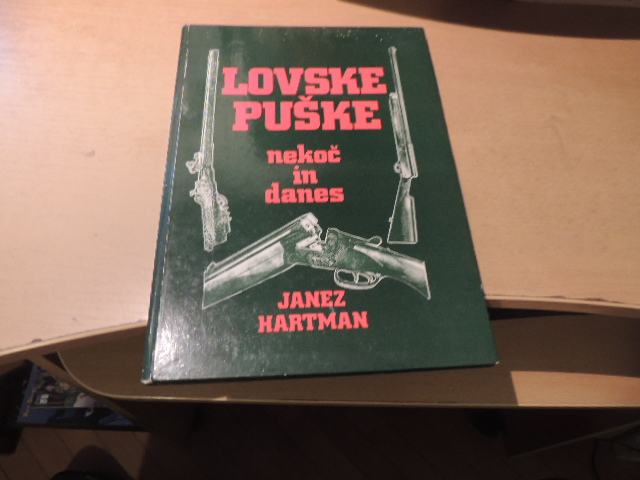 LOVSKE
PUŠKE
nekoč
in
danes
JANEZ
HARTMAN